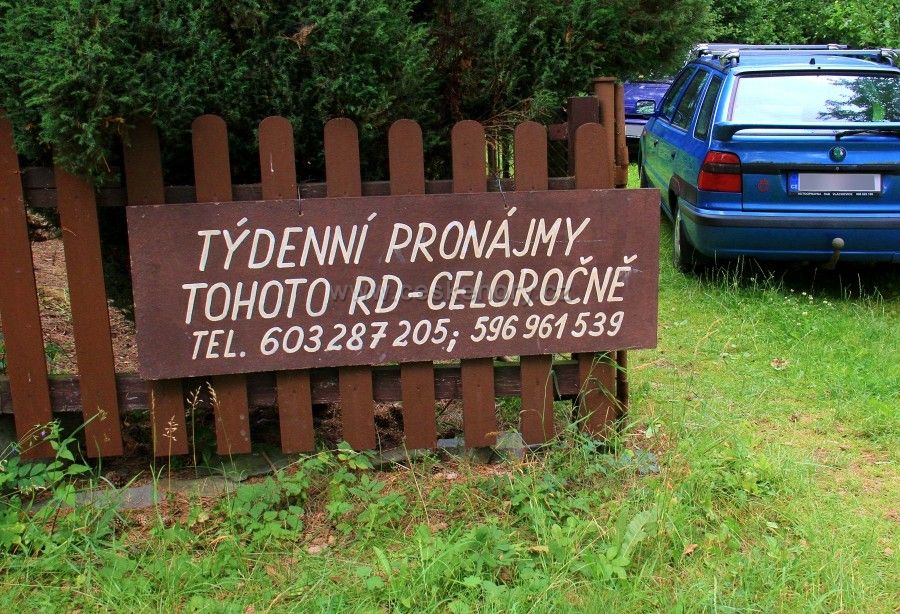 TÝDENNÍ PRONÁJMY
TOHOTO RD-CELOROČNĚ
TEL. 603 287 205; 596 961 539